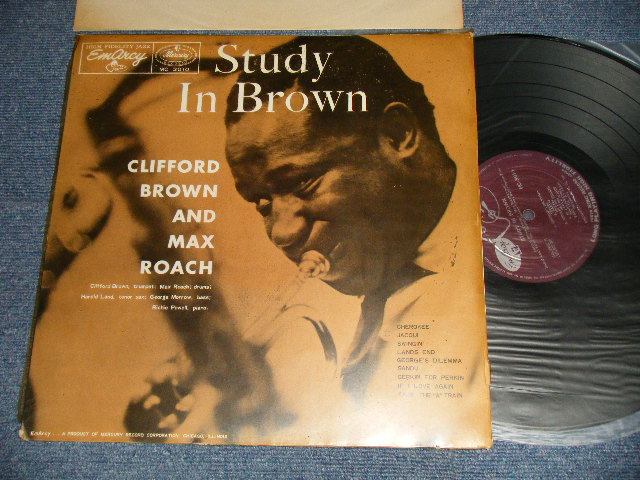 HIGH FIDELITY JAZZ
EmArcy
Mercury
Study
In Brown
CLIFFORD
BROWN
AND
MAX
ROACH
Clifford Brown, trumpet; Max Roach; drums;
Harold Land, tenor sax; George Morrow, bass;
Richie Powell, piano.
CHEROKEE
JACQUI
SWINGIN'
LANDS END
GEORGE'S DILEMMA
SANDU
GERKIN FOR PERKIN
IF I LOVE AGAIN
TAKE THE "A" TRAIN
EmArcy... A PRODUCT OF MERCURY RECORD CORPORATION, CHICAGO, ILLINOIS